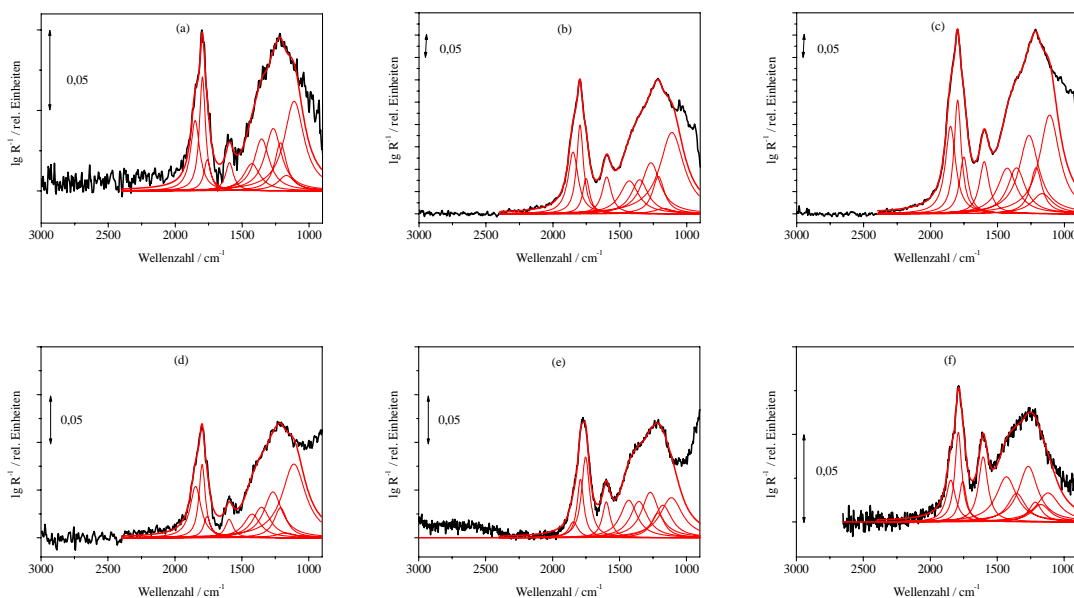 (a)
0,05
lg R⁻¹ / rel. Einheiten
3000 2500 2000 1500 1000
Wellenzahl / cm⁻¹
(b)
0,05
lg R⁻¹ / rel. Einheiten
3000 2500 2000 1500 1000
Wellenzahl / cm⁻¹
(c)
0,05
lg R⁻¹ / rel. Einheiten
3000 2500 2000 1500 1000
Wellenzahl / cm⁻¹
(d)
0,05
lg R⁻¹ / rel. Einheiten
3000 2500 2000 1500 1000
Wellenzahl / cm⁻¹
(e)
0,05
lg R⁻¹ / rel. Einheiten
3000 2500 2000 1500 1000
Wellenzahl / cm⁻¹
(f)
0,05
lg R⁻¹ / rel. Einheiten
3000 2500 2000 1500 1000
Wellenzahl / cm⁻¹